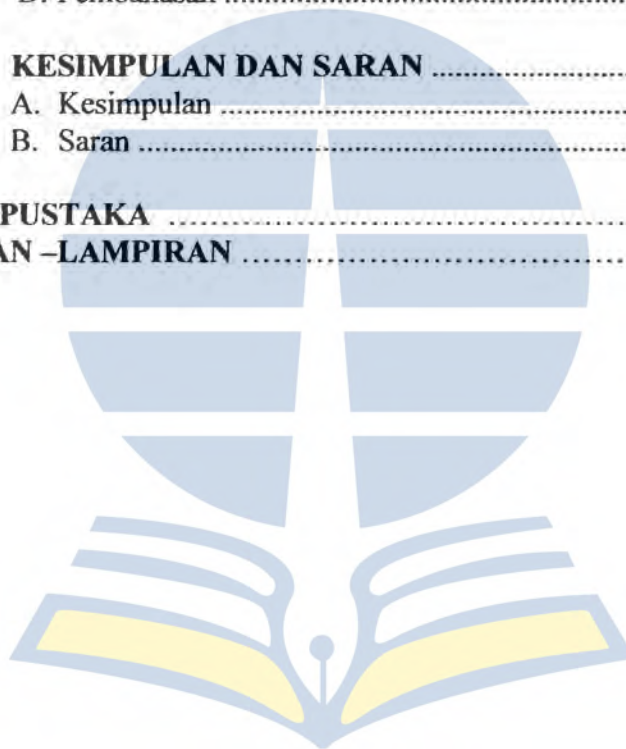 KESIMPULAN DAN SARAN ........................
A. Kesimpulan ............................................................
B. Saran ........................................................................
PUSTAKA ..............................................
AN –LAMPIRAN ......................................